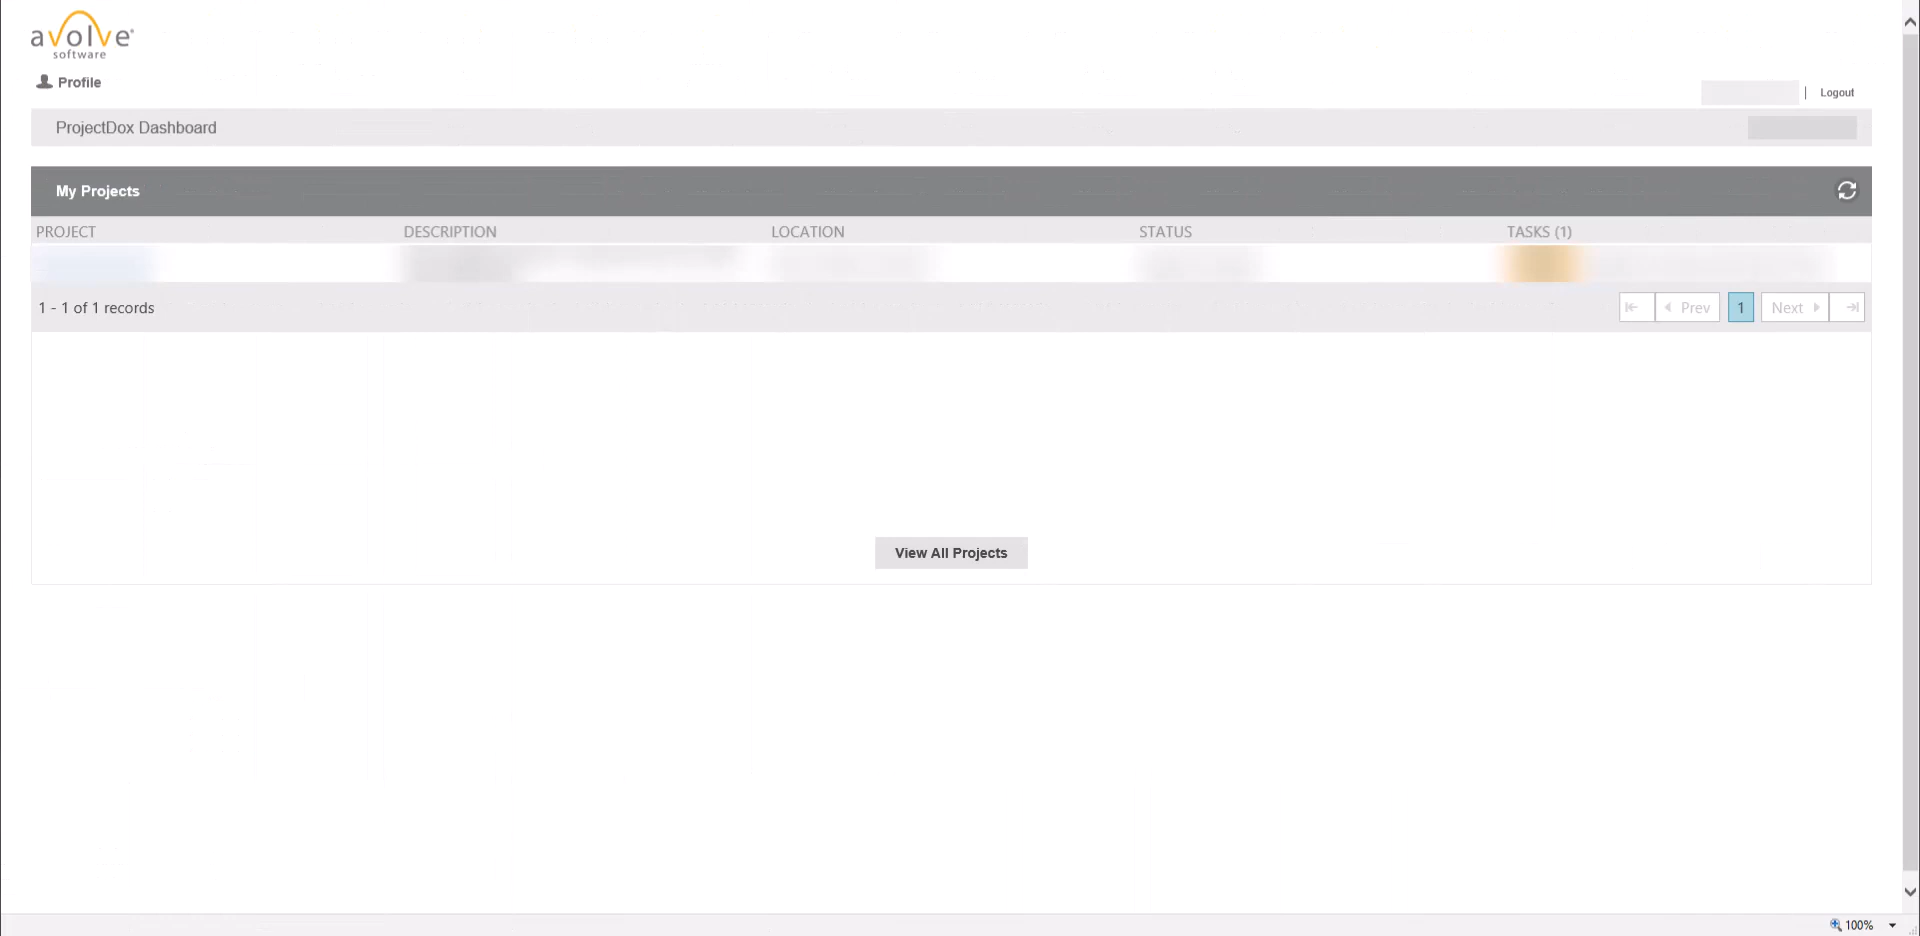 avolve®
software
Profile
| Logout
ProjectDox Dashboard
My Projects
PROJECT DESCRIPTION LOCATION STATUS TASKS (1)
1 - 1 of 1 records Prev 1 Next
View All Projects
100%